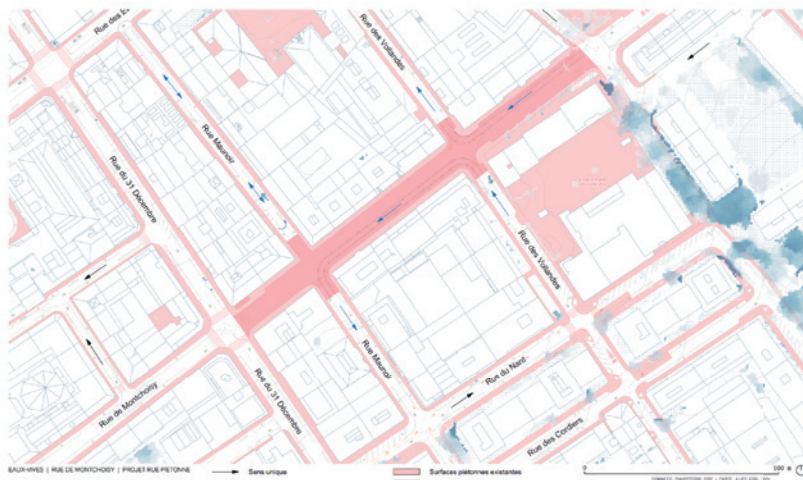 Rue des
Rue des Vollandes
Rue Maunoir
Rue du 31 Décembre
Rue des Vollandes
Rue Maunoir
Rue du Nant
Rue de Montchoisy
Rue du 31 Décembre
Rue des Cordiers
EAUX-VIVES | RUE DE MONTCHOISY | PROJET RUE PIETONNE
Sens unique
Surfaces piétonnes existantes
0
100 m